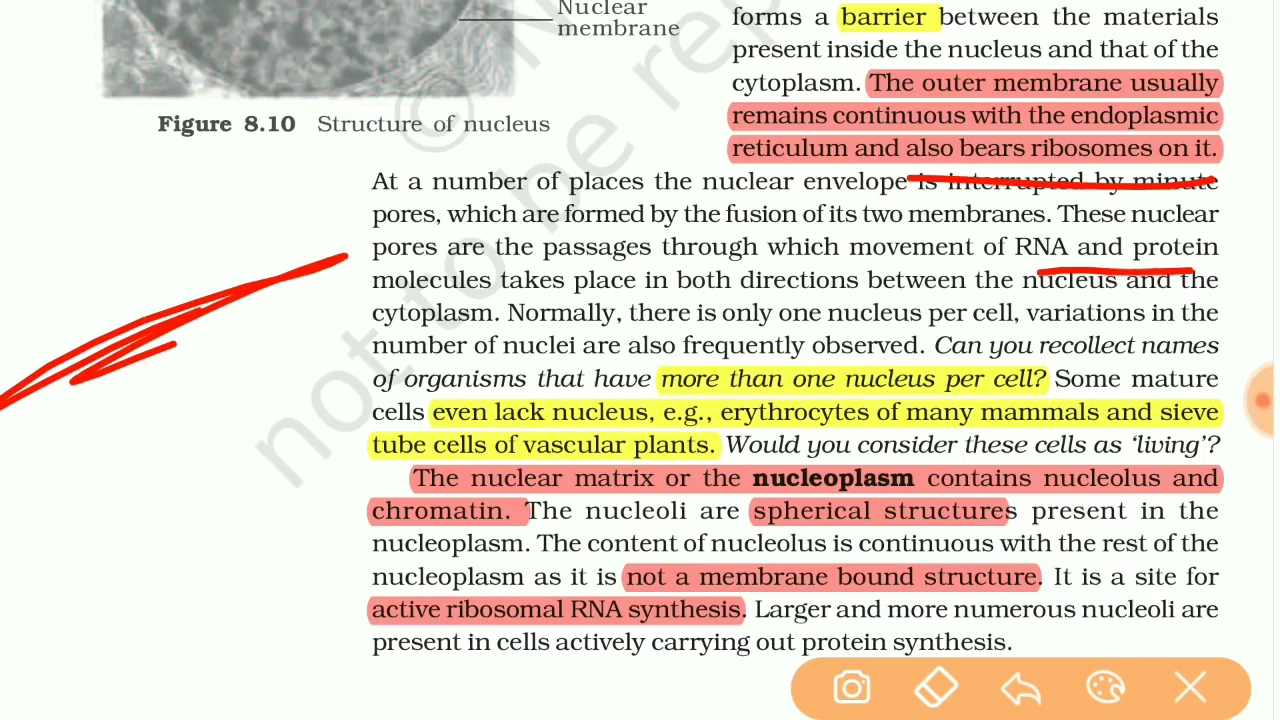 Nuclear
membrane
Figure 8.10 Structure of nucleus
forms a barrier between the materials
present inside the nucleus and that of the
cytoplasm. The outer membrane usually
remains continuous with the endoplasmic
reticulum and also bears ribosomes on it.
At a number of places the nuclear envelope is interrupted by minute
pores, which are formed by the fusion of its two membranes. These nuclear
pores are the passages through which movement of RNA and protein
molecules takes place in both directions between the nucleus and the
cytoplasm. Normally, there is only one nucleus per cell, variations in the
number of nuclei are also frequently observed. Can you recollect names
of organisms that have more than one nucleus per cell? Some mature
cells even lack nucleus, e.g., erythrocytes of many mammals and sieve
tube cells of vascular plants. Would you consider these cells as ‘living’?
The nuclear matrix or the nucleoplasm contains nucleolus and
chromatin. The nucleoli are spherical structures present in the
nucleoplasm. The content of nucleolus is continuous with the rest of the
nucleoplasm as it is not a membrane bound structure. It is a site for
active ribosomal RNA synthesis. Larger and more numerous nucleoli are
present in cells actively carrying out protein synthesis.
©
not to be